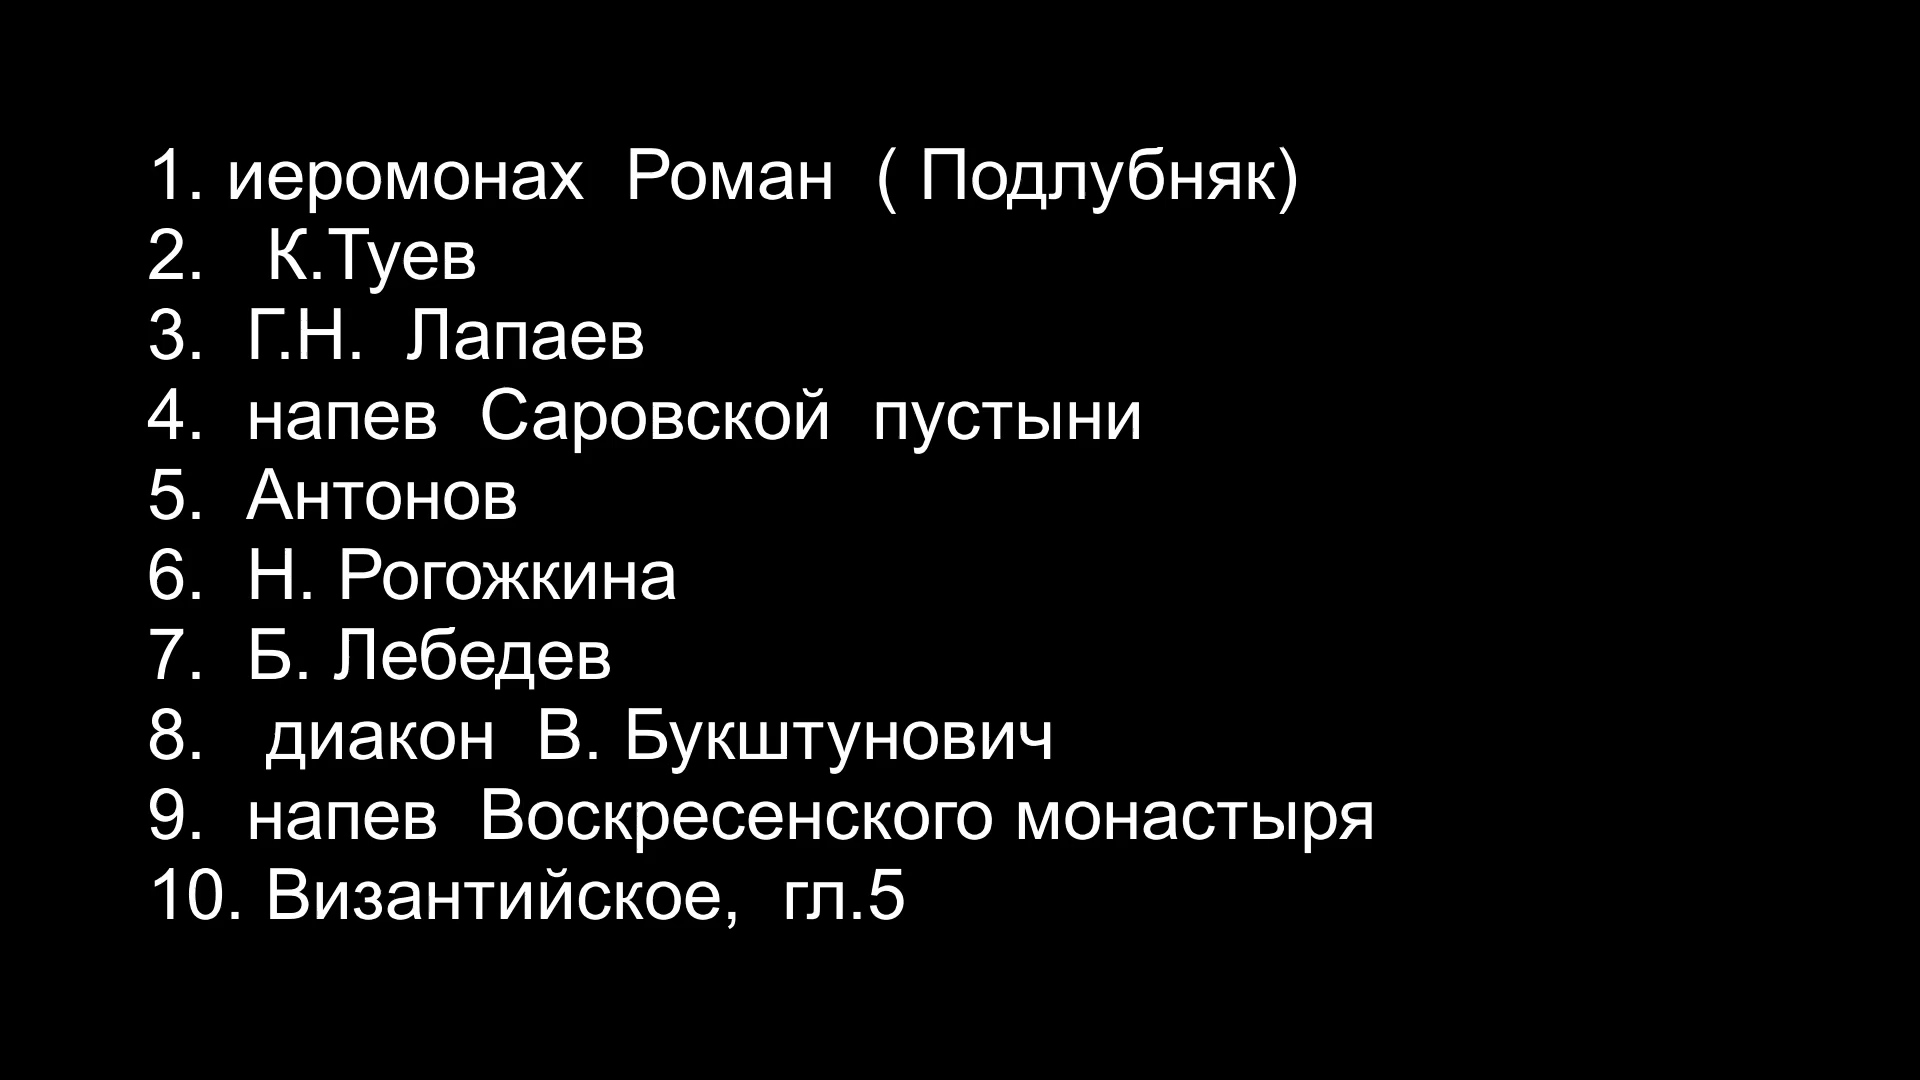 1. иеромонах Роман ( Подлубняк)
2. К.Туев
3. Г.Н. Лапаев
4. напев Саровской пустыни
5. Антонов
6. Н. Рогожкина
7. Б. Лебедев
8. диакон В. Букштунович
9. напев Воскресенского монастыря
10. Византийское, гл.5